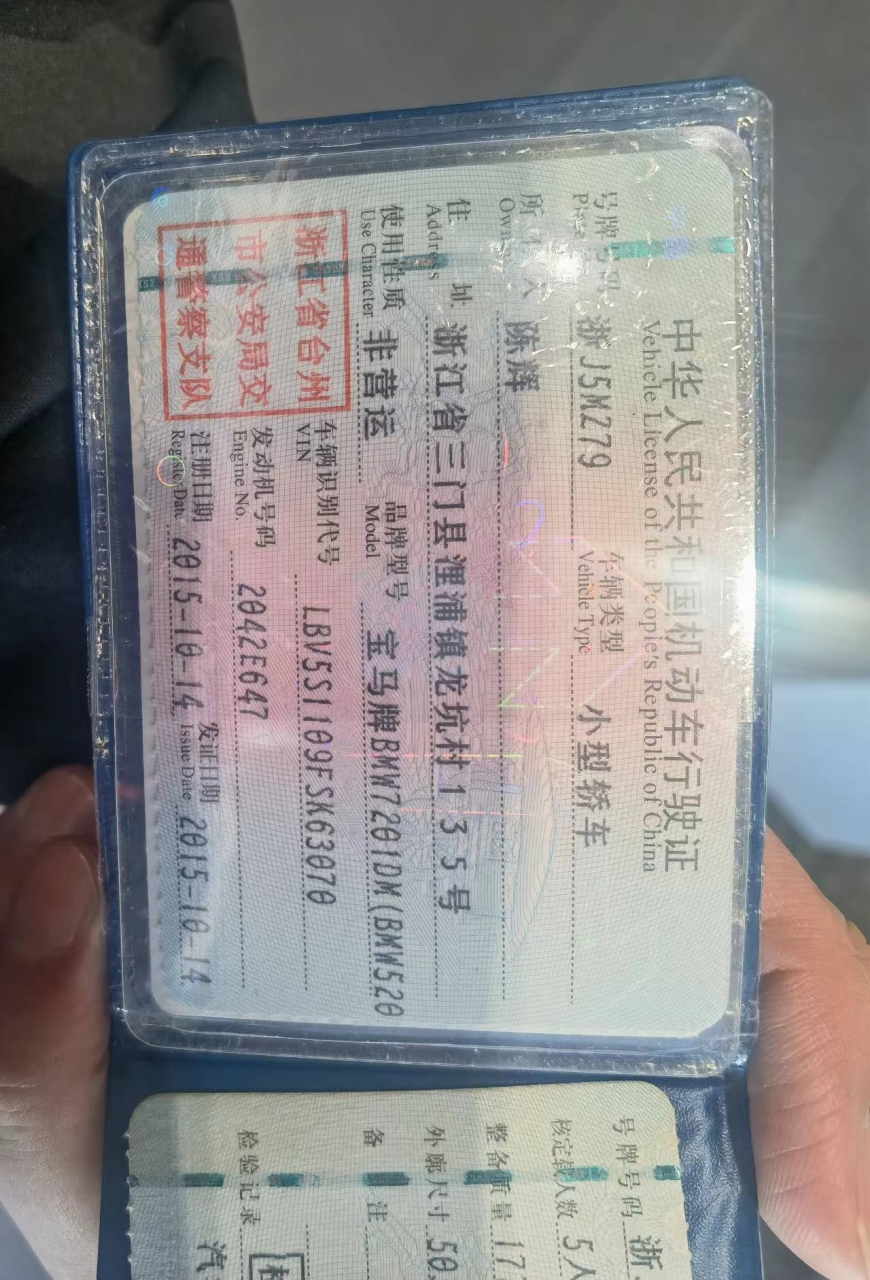 中华人民共和国机动车行驶证
Vehicle License of the People's Republic of China
号牌号码 浙J5M279 车辆类型 小型轿车
Vehicle Type
所 人 陈辉
住 址 浙江省三门县浬浦镇龙坑村135号
Address
使用性质 非营运 品牌型号 宝马牌BMW7201DM(BMW520
Use Character Model
浙江省台州
市公安局交
通警察支队
车辆识别代号 LBV5S1109FSK63070
VIN
发动机号码 2042E647
Engine No.
注册日期 2015-10-14 发证日期 2015-10-14
Register Date Issue Date
号牌号码 浙
核定载人数 5人
整备质量 17
外廓尺寸 50
备 注
检验记录
汽